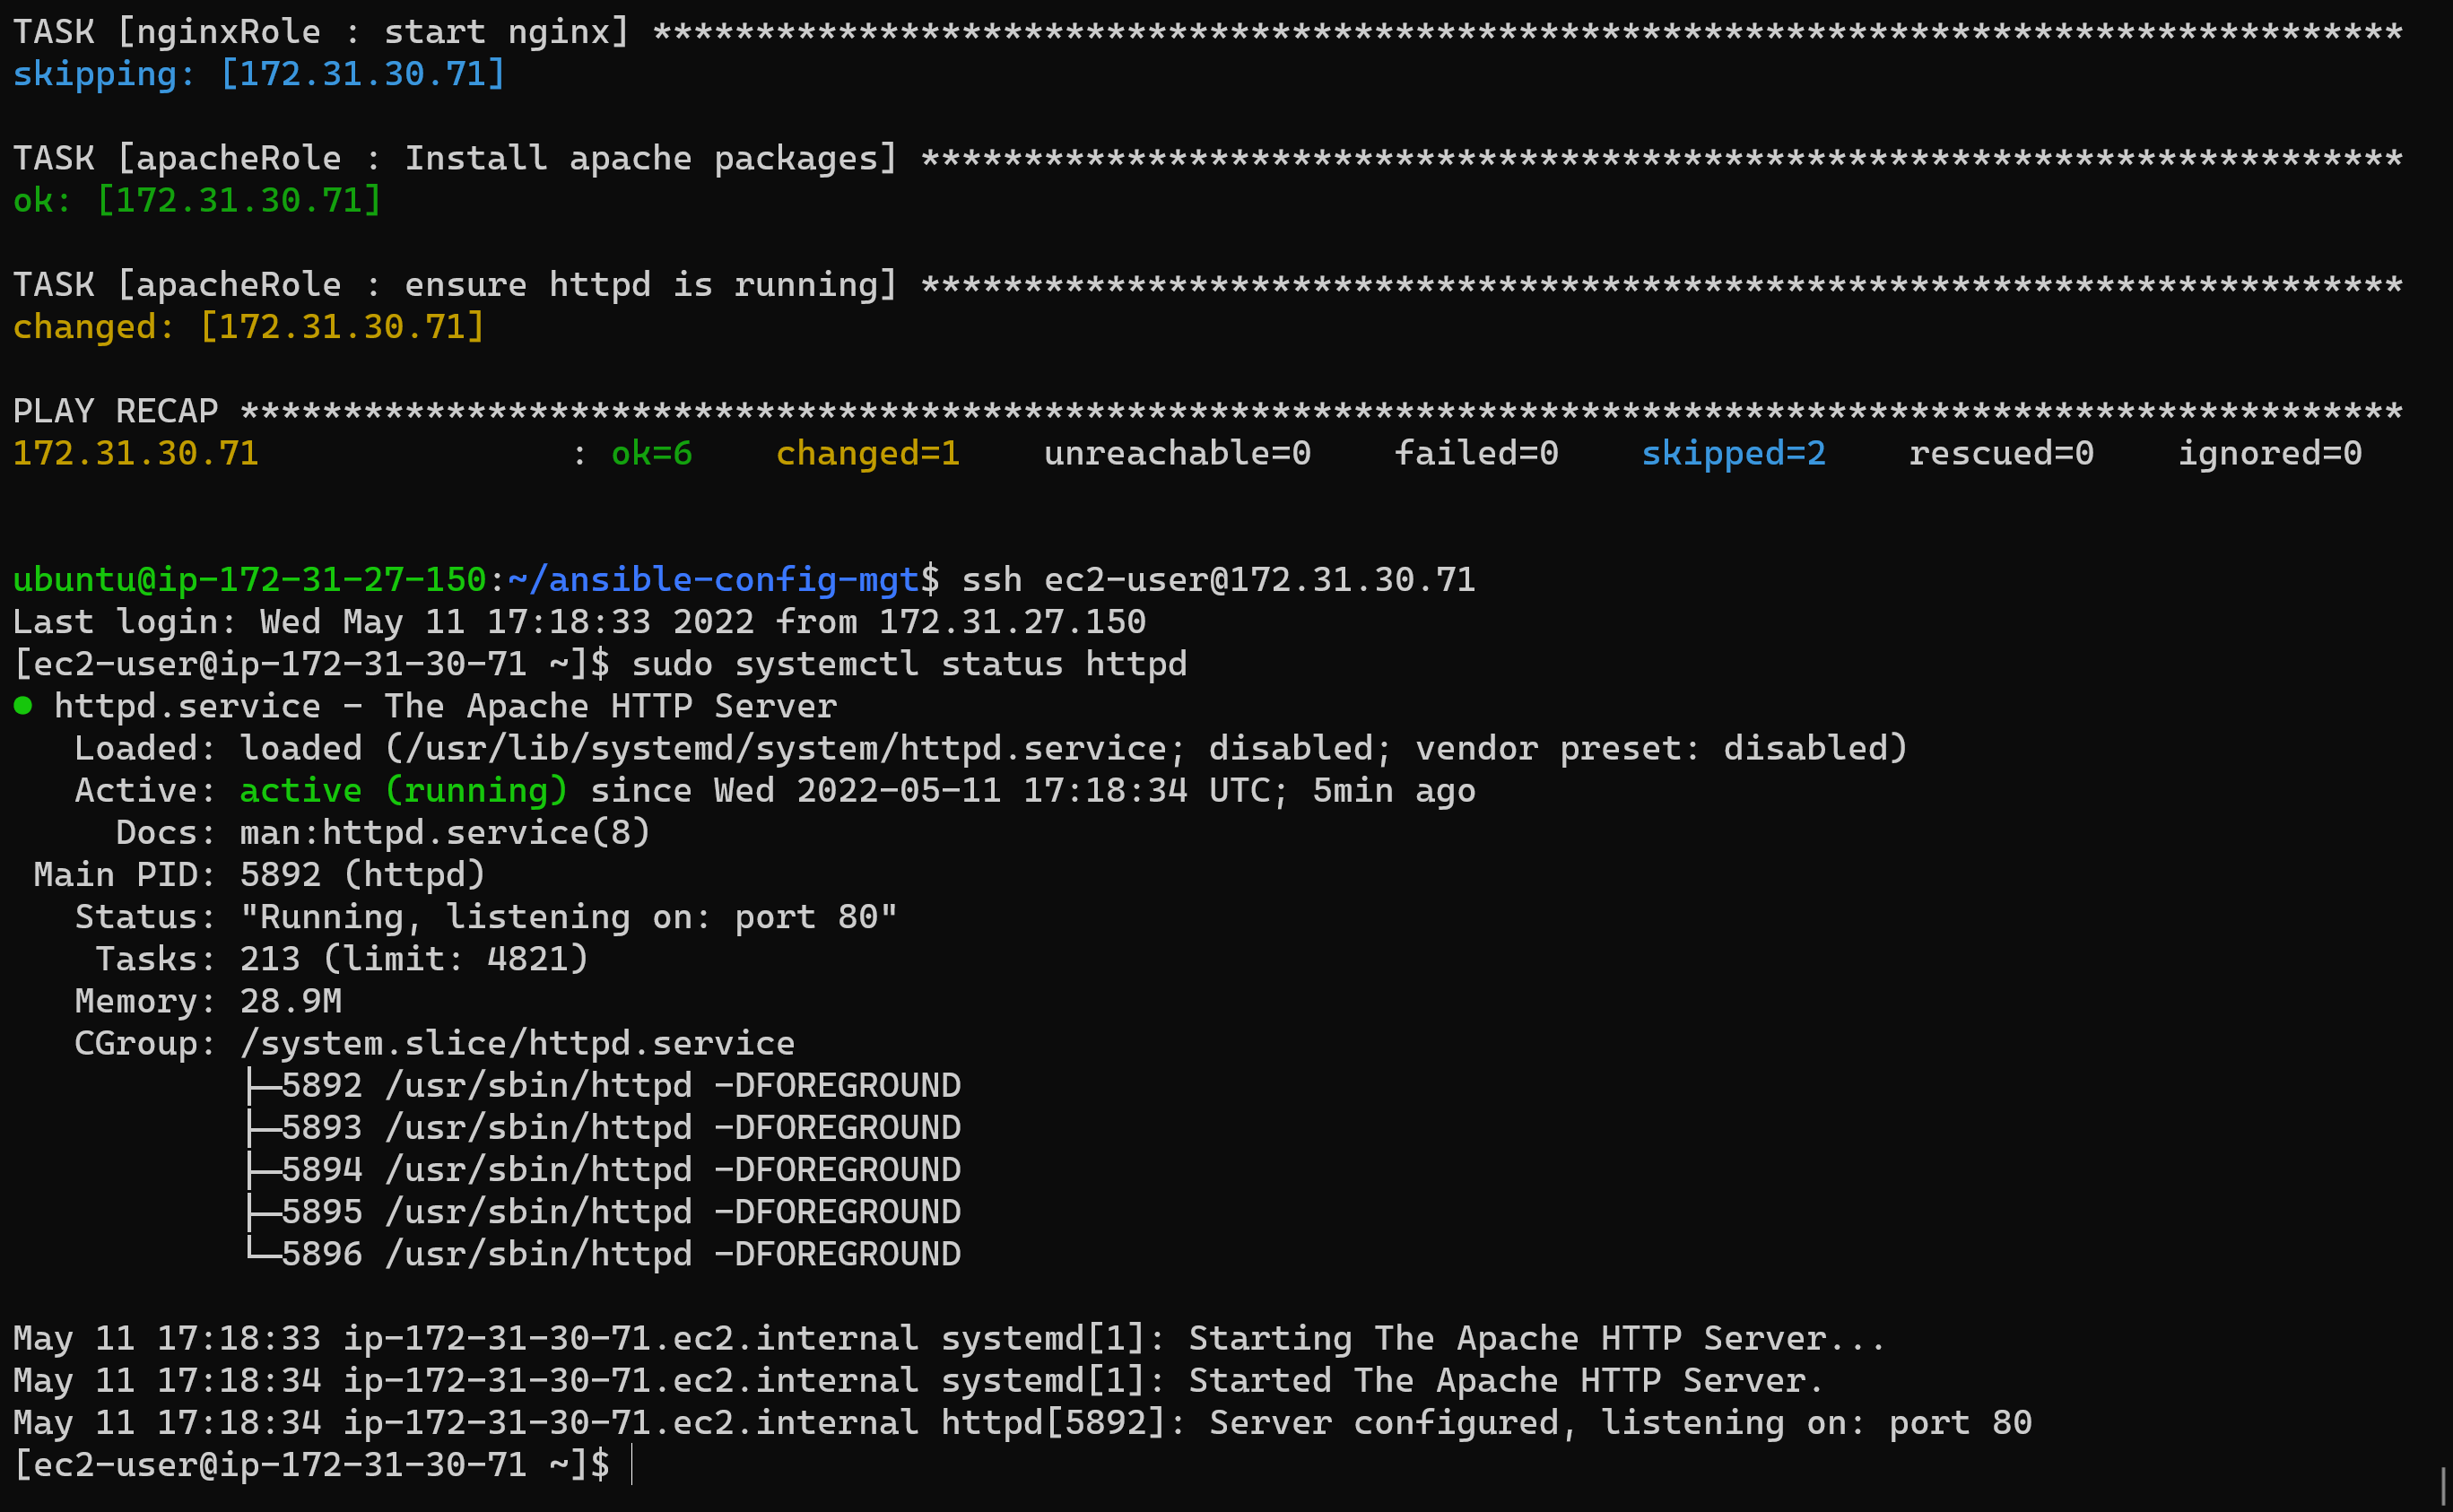 TASK [nginxRole : start nginx] *************************************************************************************
skipping: [172.31.30.71]
TASK [apacheRole : Install apache packages] ************************************************************************
ok: [172.31.30.71]
TASK [apacheRole : ensure httpd is running] ************************************************************************
changed: [172.31.30.71]
PLAY RECAP *********************************************************************************************************
172.31.30.71               : ok=6    changed=1    unreachable=0    failed=0    skipped=2    rescued=0    ignored=0
ubuntu@ip-172-31-27-150:~/ansible-config-mgt$ ssh ec2-user@172.31.30.71
Last login: Wed May 11 17:18:33 2022 from 172.31.27.150
[ec2-user@ip-172-31-30-71 ~]$ sudo systemctl status httpd
● httpd.service - The Apache HTTP Server
   Loaded: loaded (/usr/lib/systemd/system/httpd.service; disabled; vendor preset: disabled)
   Active: active (running) since Wed 2022-05-11 17:18:34 UTC; 5min ago
     Docs: man:httpd.service(8)
 Main PID: 5892 (httpd)
   Status: "Running, listening on: port 80"
    Tasks: 213 (limit: 4821)
   Memory: 28.9M
   CGroup: /system.slice/httpd.service
           ├─5892 /usr/sbin/httpd -DFOREGROUND
           ├─5893 /usr/sbin/httpd -DFOREGROUND
           ├─5894 /usr/sbin/httpd -DFOREGROUND
           ├─5895 /usr/sbin/httpd -DFOREGROUND
           └─5896 /usr/sbin/httpd -DFOREGROUND
May 11 17:18:33 ip-172-31-30-71.ec2.internal systemd[1]: Starting The Apache HTTP Server...
May 11 17:18:34 ip-172-31-30-71.ec2.internal systemd[1]: Started The Apache HTTP Server.
May 11 17:18:34 ip-172-31-30-71.ec2.internal httpd[5892]: Server configured, listening on: port 80
[ec2-user@ip-172-31-30-71 ~]$